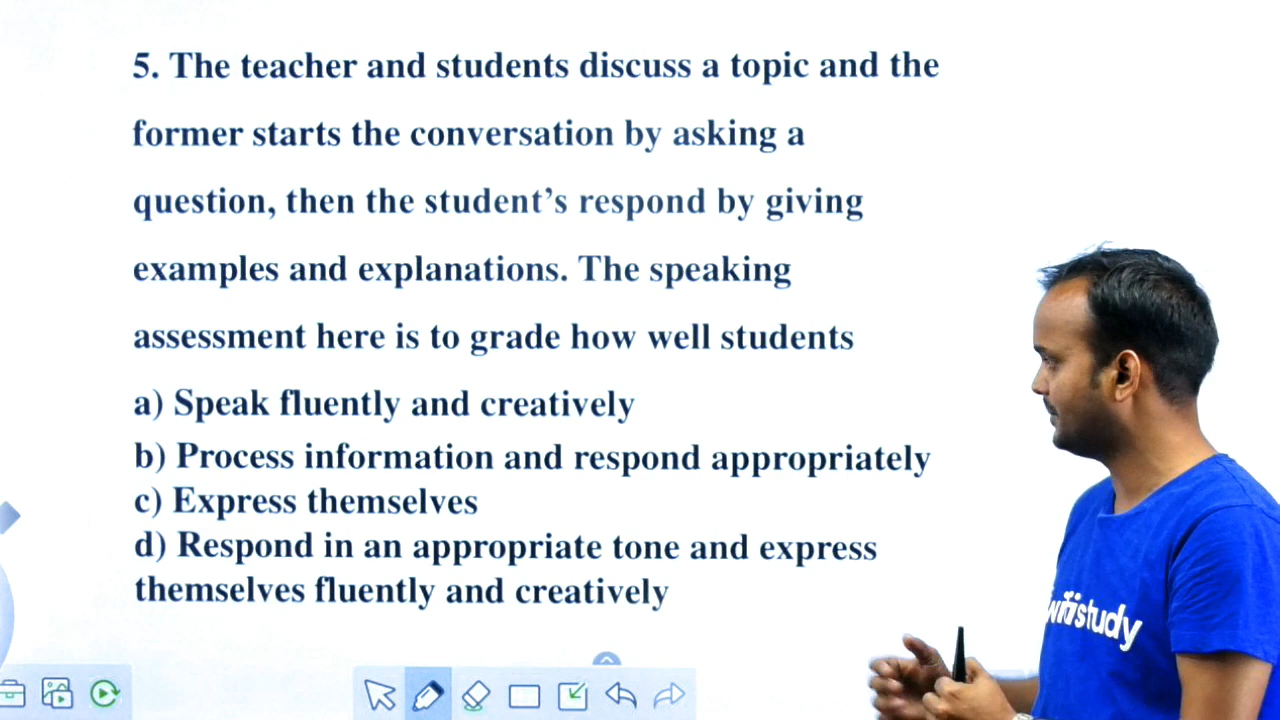 5. The teacher and students discuss a topic and the
former starts the conversation by asking a
question, then the student’s respond by giving
examples and explanations. The speaking
assessment here is to grade how well students
a) Speak fluently and creatively
b) Process information and respond appropriately
c) Express themselves
d) Respond in an appropriate tone and express
themselves fluently and creatively
wifistudy